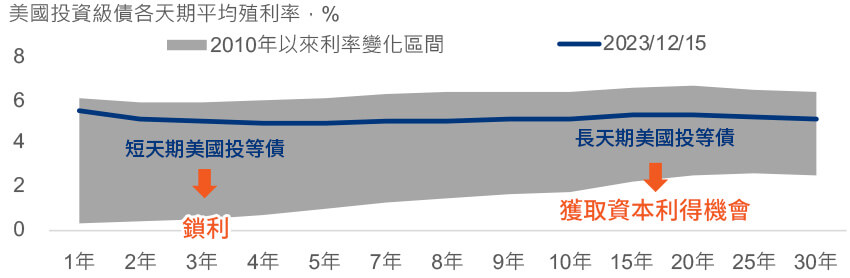 美國投資級債各天期平均殖利率，%
2010年以來利率變化區間
2023/12/15
8
6
4
2
0
短天期美國投等債
長天期美國投等債
鎖利
獲取資本利得機會
1年 2年 3年 4年 5年 7年 8年 9年 10年 15年 20年 25年 30年